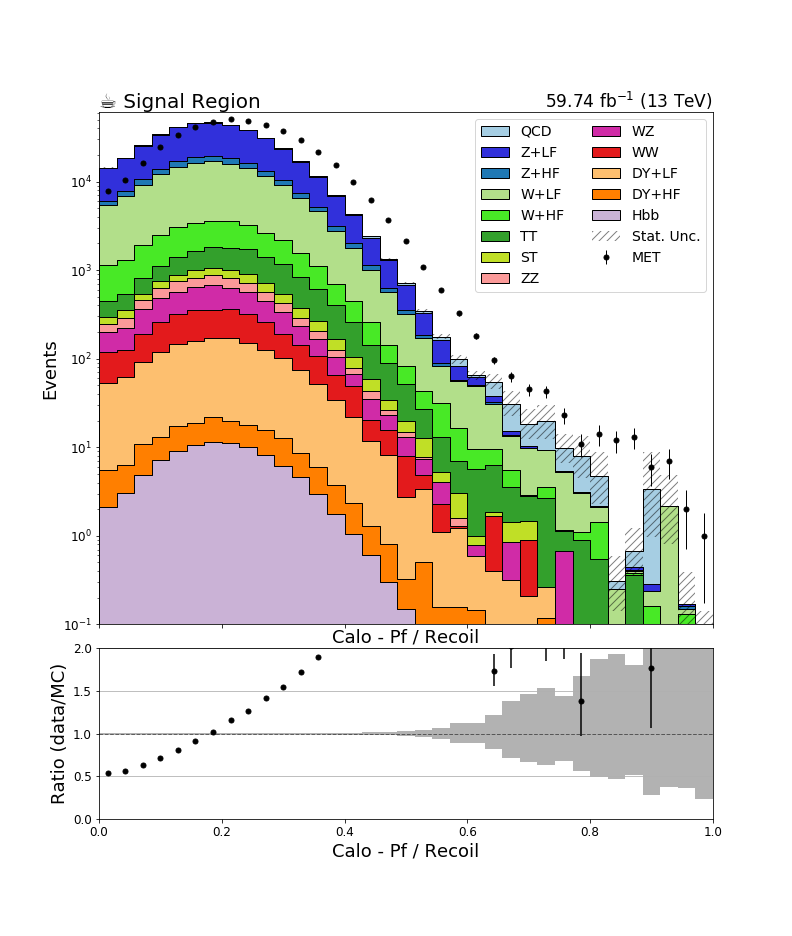 ☕ Signal Region
59.74 fb⁻¹ (13 TeV)
Events
10⁴
10³
10²
10¹
10⁰
10⁻¹
QCD
Z+LF
Z+HF
W+LF
W+HF
TT
ST
ZZ
WZ
WW
DY+LF
DY+HF
Hbb
Stat. Unc.
MET
Calo - Pf / Recoil
Ratio (data/MC)
2.0
1.5
1.0
0.5
0.0
0.0 0.2 0.4 0.6 0.8 1.0
Calo - Pf / Recoil